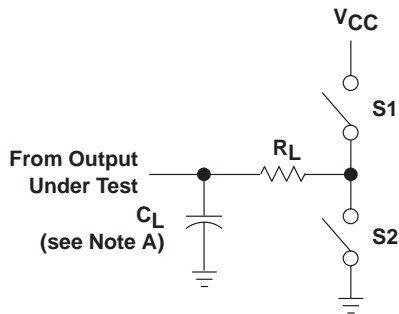 VCC
S1
From Output
Under Test
RL
CL
(see Note A)
S2